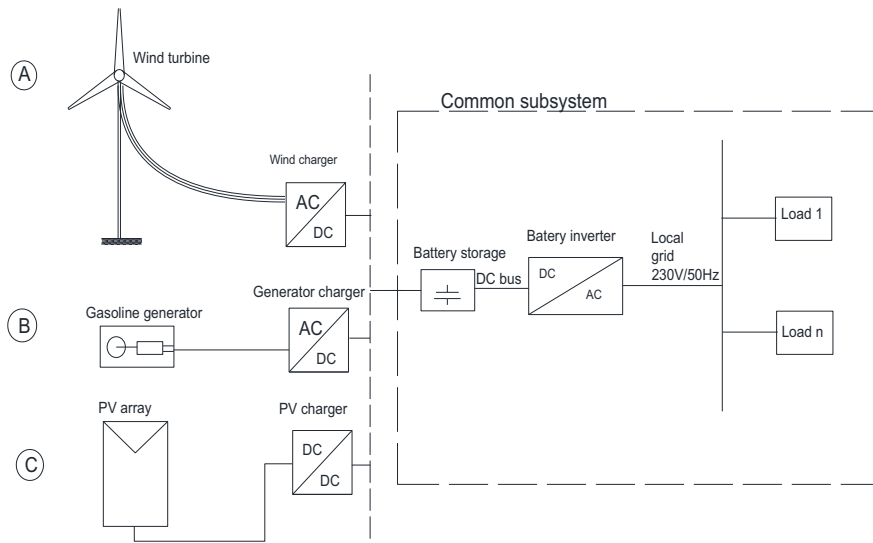 A
Wind turbine
Wind charger
AC
DC
Common subsystem
Battery storage
DC bus
Batery inverter
DC
AC
Local
grid
230V/50Hz
Load 1
Load n
B
Gasoline generator
Generator charger
AC
DC
C
PV array
PV charger
DC
DC